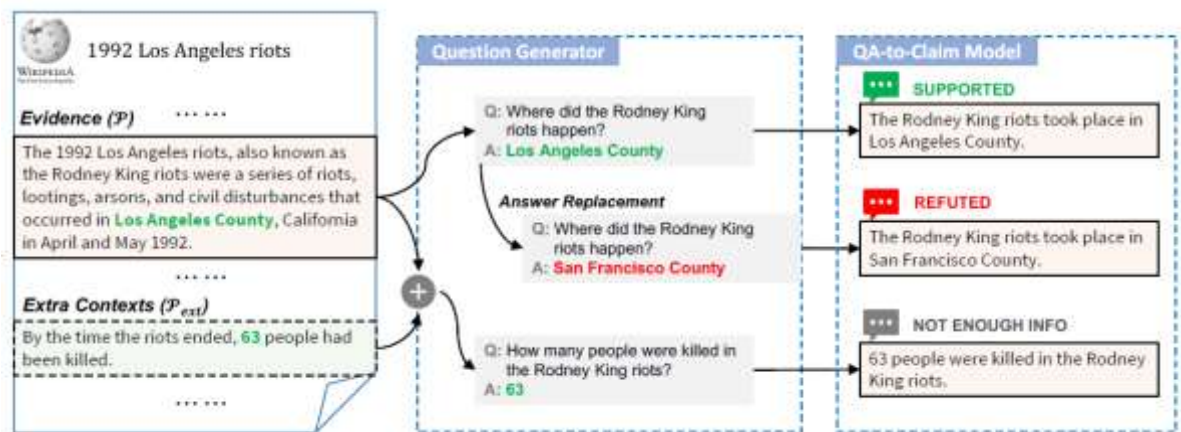 1992 Los Angeles riots
WIKIPEDIA
Evidence (P) ... ...
The 1992 Los Angeles riots, also known as
the Rodney King riots were a series of riots,
lootings, arsons, and civil disturbances that
occurred in Los Angeles County, California
in April and May 1992.
... ...
Extra Contexts (P_ext)
By the time the riots ended, 63 people had
been killed.
... ...
Question Generator
Q: Where did the Rodney King
riots happen?
A: Los Angeles County
Answer Replacement
Q: Where did the Rodney King
riots happen?
A: San Francisco County
+
Q: How many people were killed in
the Rodney King riots?
A: 63
QA-to-Claim Model
SUPPORTED
The Rodney King riots took place in
Los Angeles County.
REFUTED
The Rodney King riots took place in
San Francisco County.
NOT ENOUGH INFO
63 people were killed in the Rodney
King riots.